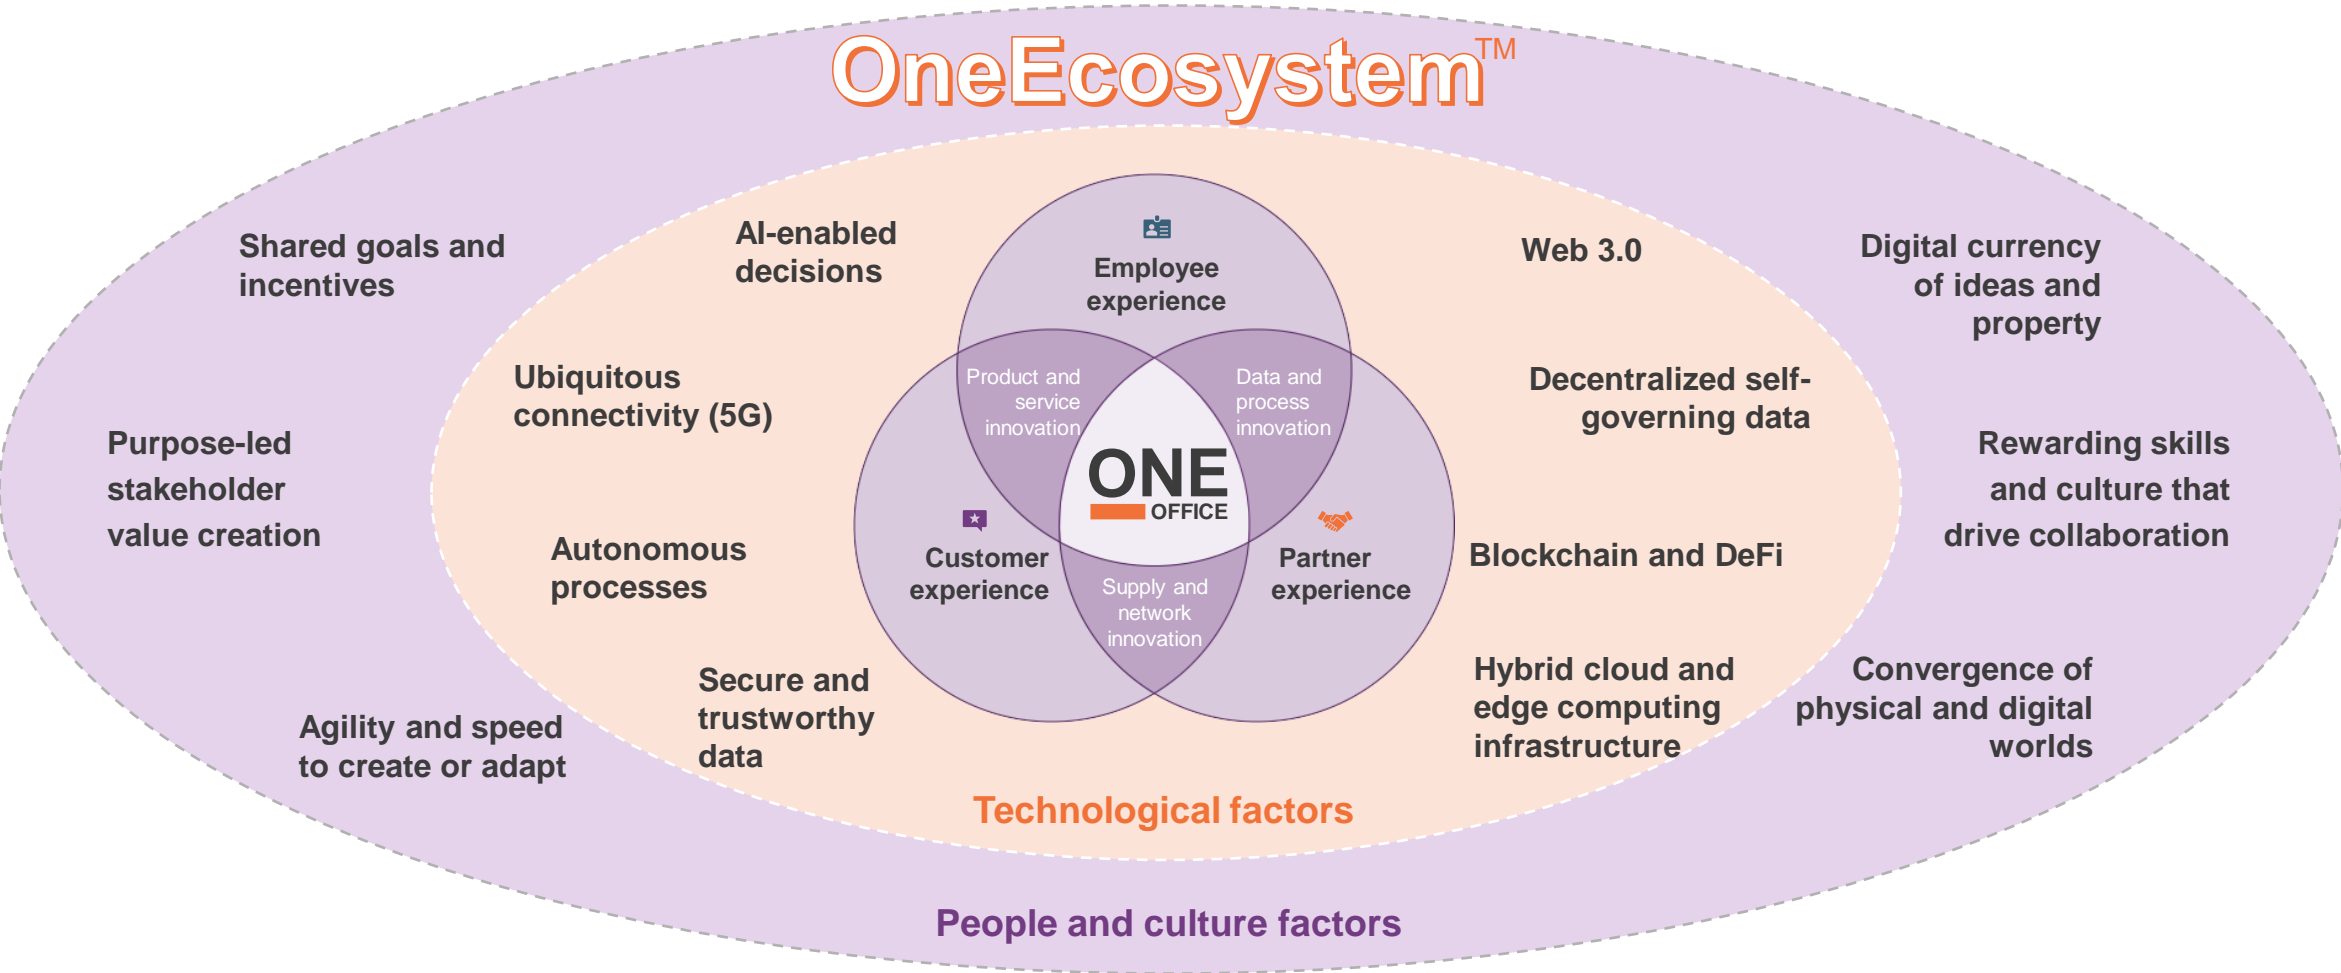 OneEcosystem™
Shared goals and
incentives
Purpose-led
stakeholder
value creation
Agility and speed
to create or adapt
AI-enabled
decisions
Ubiquitous
connectivity (5G)
Autonomous
processes
Secure and
trustworthy
data
Employee
experience
Product and
service
innovation
Data and
process
innovation
ONE
OFFICE
Customer
experience
Partner
experience
Supply and
network
innovation
Web 3.0
Decentralized self-
governing data
Blockchain and DeFi
Hybrid cloud and
edge computing
infrastructure
Digital currency
of ideas and
property
Rewarding skills
and culture that
drive collaboration
Convergence of
physical and digital
worlds
Technological factors
People and culture factors